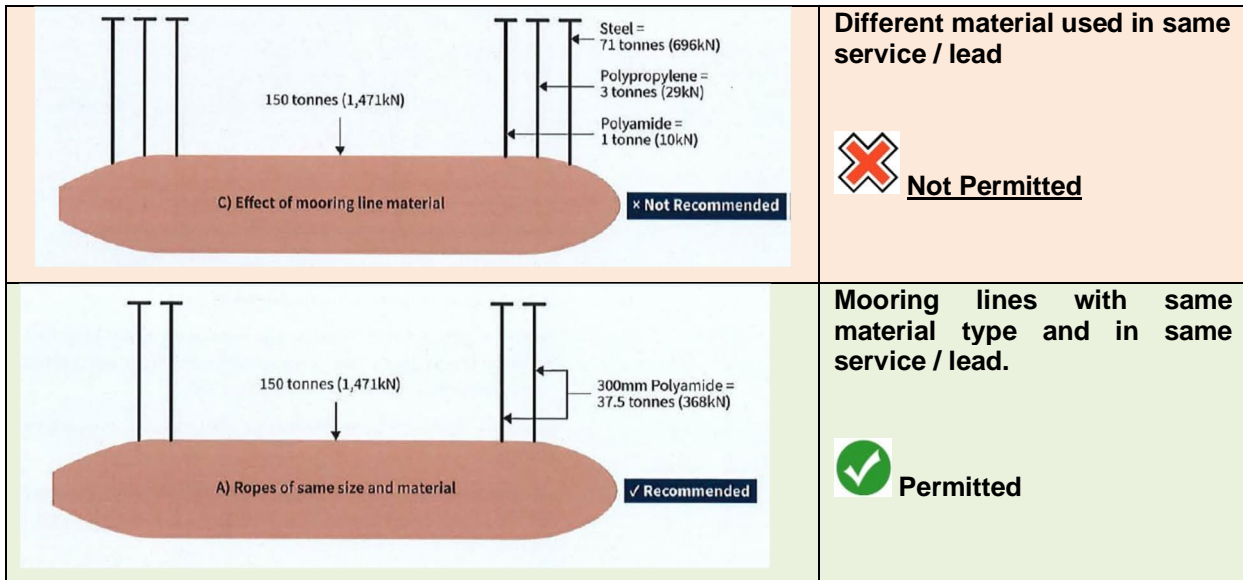 Steel =
71 tonnes (696kN)
Polypropylene =
3 tonnes (29kN)
150 tonnes (1,471kN)
Polyamide =
1 tonne (10kN)
C) Effect of mooring line material
× Not Recommended
Different material used in same
service / lead
Not Permitted
150 tonnes (1,471kN)
300mm Polyamide =
37.5 tonnes (368kN)
A) Ropes of same size and material
✓ Recommended
Mooring lines with same
material type and in same
service / lead.
Permitted